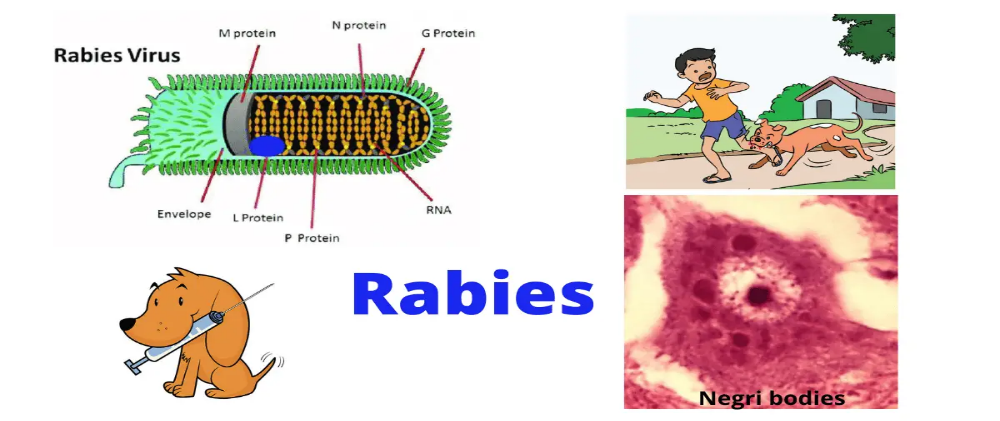 Rabies Virus
M protein
N protein
G Protein
Envelope
L Protein
P Protein
RNA
Rabies
Negri bodies